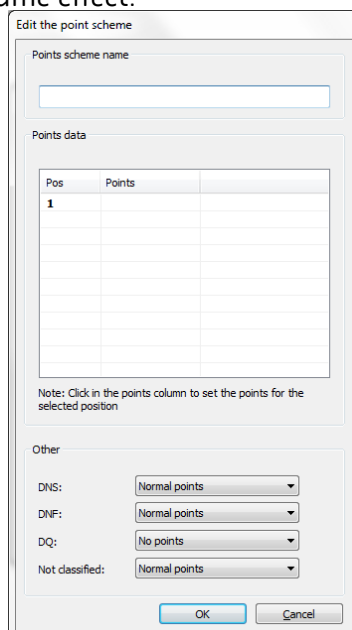 Edit the point scheme
Points scheme name
Points data
Pos Points
1
Note: Click in the points column to set the points for the
selected position
Other
DNS: Normal points
DNF: Normal points
DQ: No points
Not classified: Normal points
OK Cancel